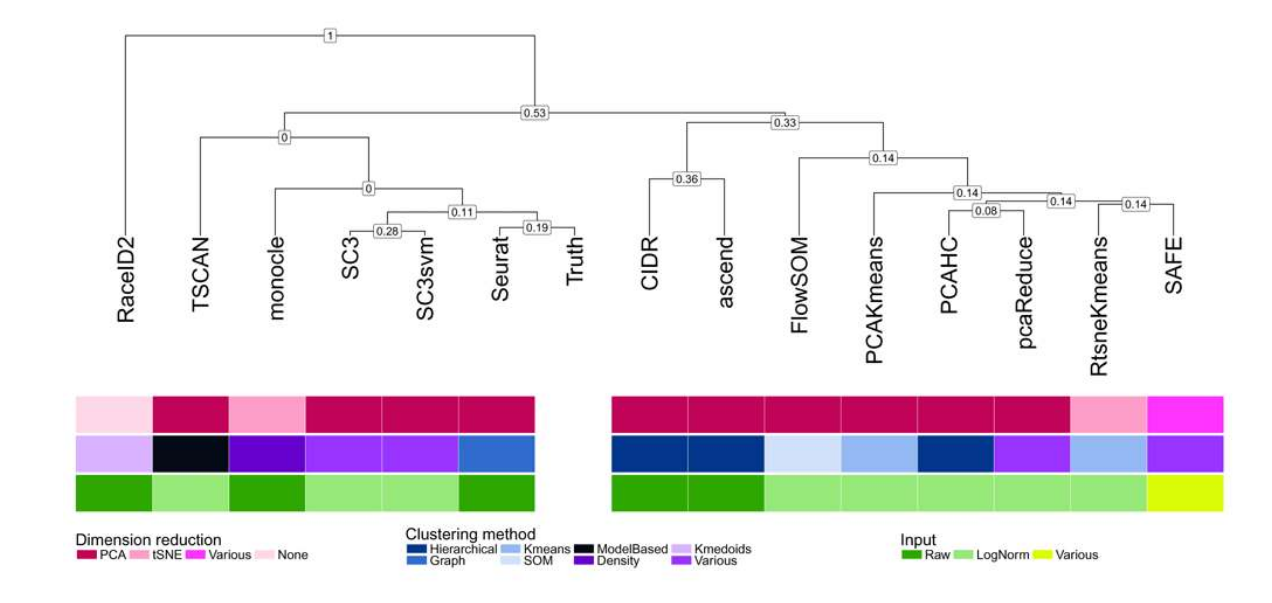 1
0.53
0.33
0
0.14
0.36
0
0.14
0.14
0.14
0.08
0.11
0.19
0.28
RaceID2
TSCAN
monocle
SC3
SC3svm
Seurat
Truth
CIDR
ascend
FlowSOM
PCAKmeans
PCAHC
pcaReduce
RtsneKmeans
SAFE
Dimension reduction
PCA tSNE Various None
Clustering method
Hierarchical Kmeans ModelBased Kmedoids
Graph SOM Density Various
Input
Raw LogNorm Various